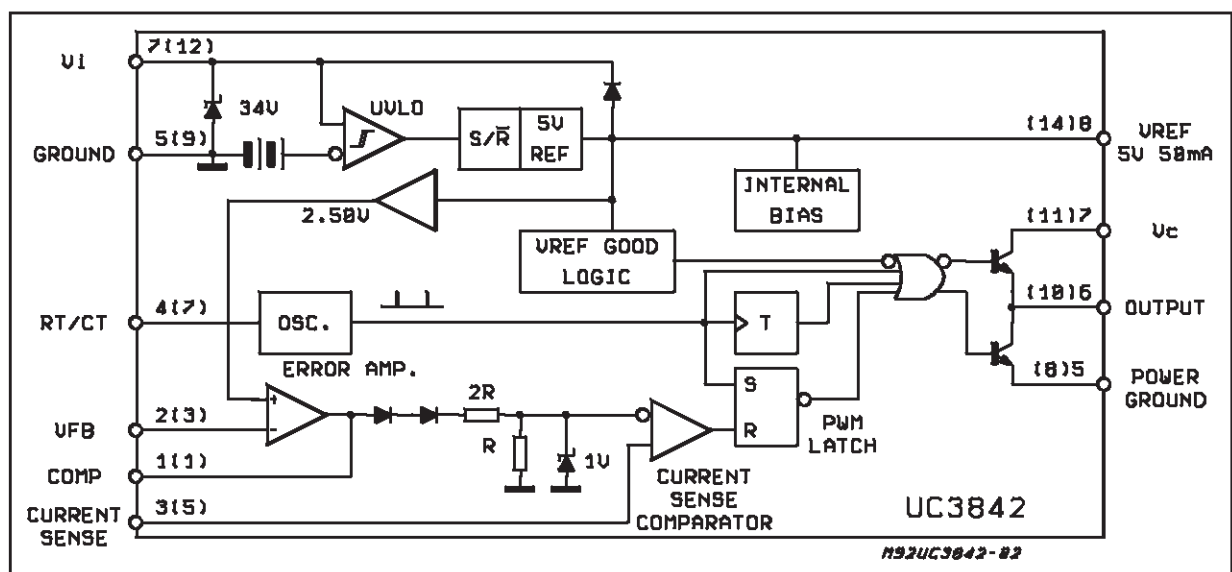 7(12)
Vi
34V
UVLO
S/R̅
5V
REF
(14)8
VREF
5V 50mA
5(9)
GROUND
INTERNAL
BIAS
2.50V
VREF GOOD
LOGIC
(11)7
Vc
4(7)
RT/CT
OSC.
T
(10)6
OUTPUT
ERROR AMP.
2R
S
(8)5
POWER
GROUND
+
-
2(3)
VFB
R
1V
R
PWM
LATCH
1(1)
COMP
3(5)
CURRENT
SENSE
CURRENT
SENSE
COMPARATOR
UC3842
M92UC3842-02